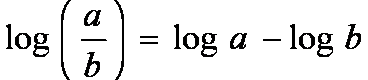 log ( a / b ) = log a − log b